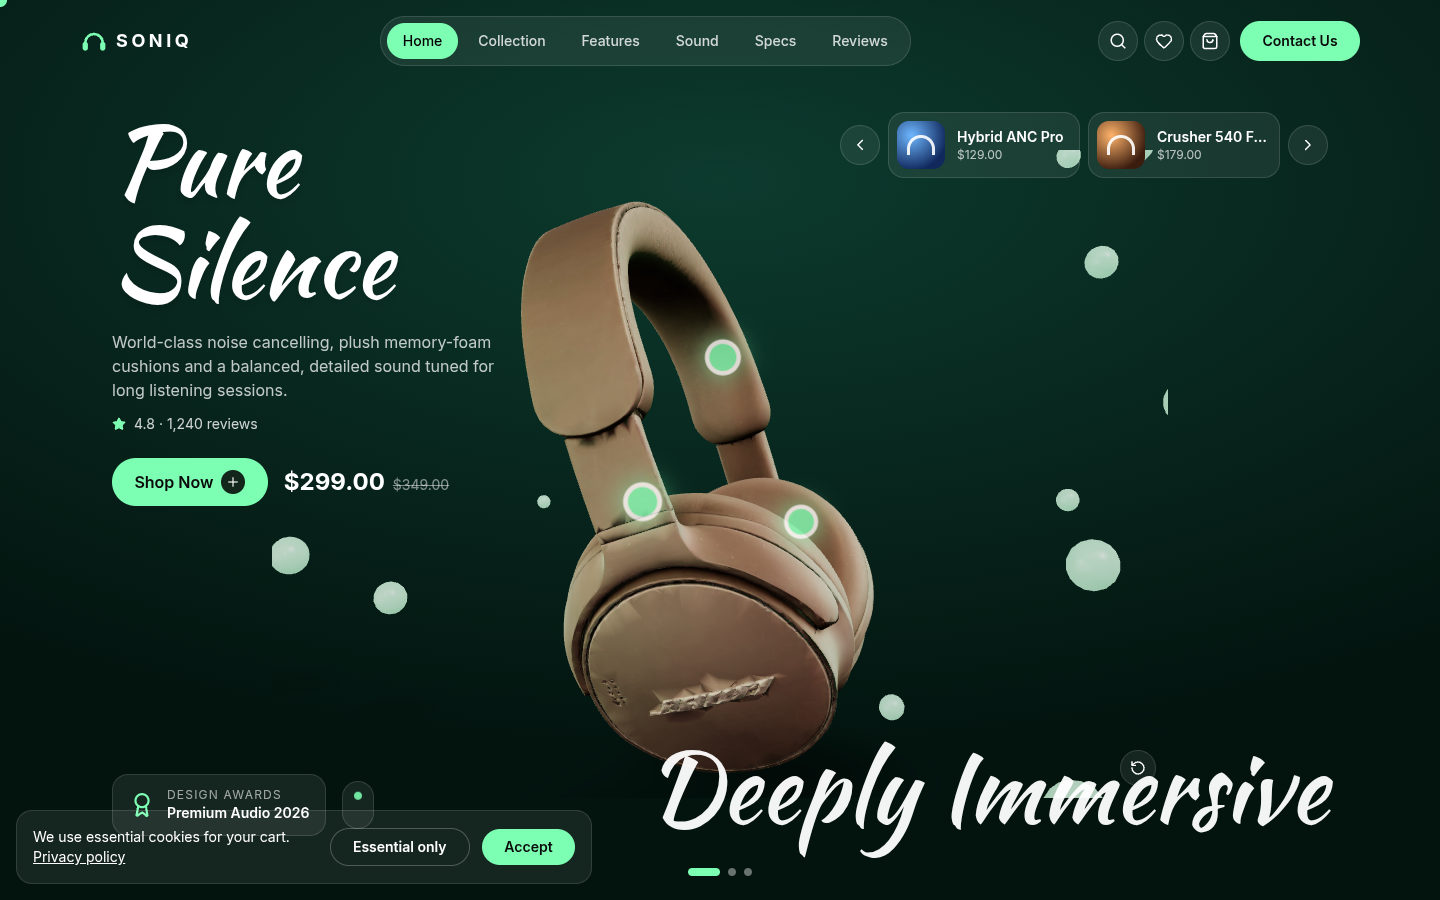 SONIQ
Home
Collection
Features
Sound
Specs
Reviews
Contact Us
Pure
Silence
Hybrid ANC Pro
$129.00
Crusher 540 F...
$179.00
World-class noise cancelling, plush memory-foam
cushions and a balanced, detailed sound tuned for
long listening sessions.
4.8 · 1,240 reviews
Shop Now
$299.00 $349.00
Deeply Immersive
DESIGN AWARDS
Premium Audio 2026
We use essential cookies for your cart.
Privacy policy
Essential only
Accept